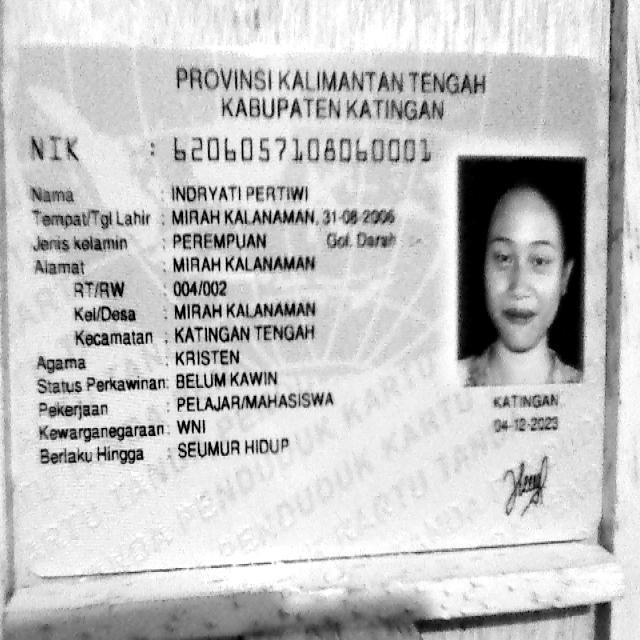 PROVINSI KALIMANTAN TENGAH
KABUPATEN KATINGAN
NIK : 6206057108060001
Nama : INDRYATI PERTIWI
Tempat/Tgl Lahir : MIRAH KALANAMAN, 31-08-2006
Jenis kelamin : PEREMPUAN Gol. Darah :-
Alamat : MIRAH KALANAMAN
RT/RW : 004/002
Kel/Desa : MIRAH KALANAMAN
Kecamatan : KATINGAN TENGAH
Agama : KRISTEN
Status Perkawinan: BELUM KAWIN
Pekerjaan : PELAJAR/MAHASISWA
Kewarganegaraan : WNI
Berlaku Hingga : SEUMUR HIDUP
KATINGAN
04-12-2023